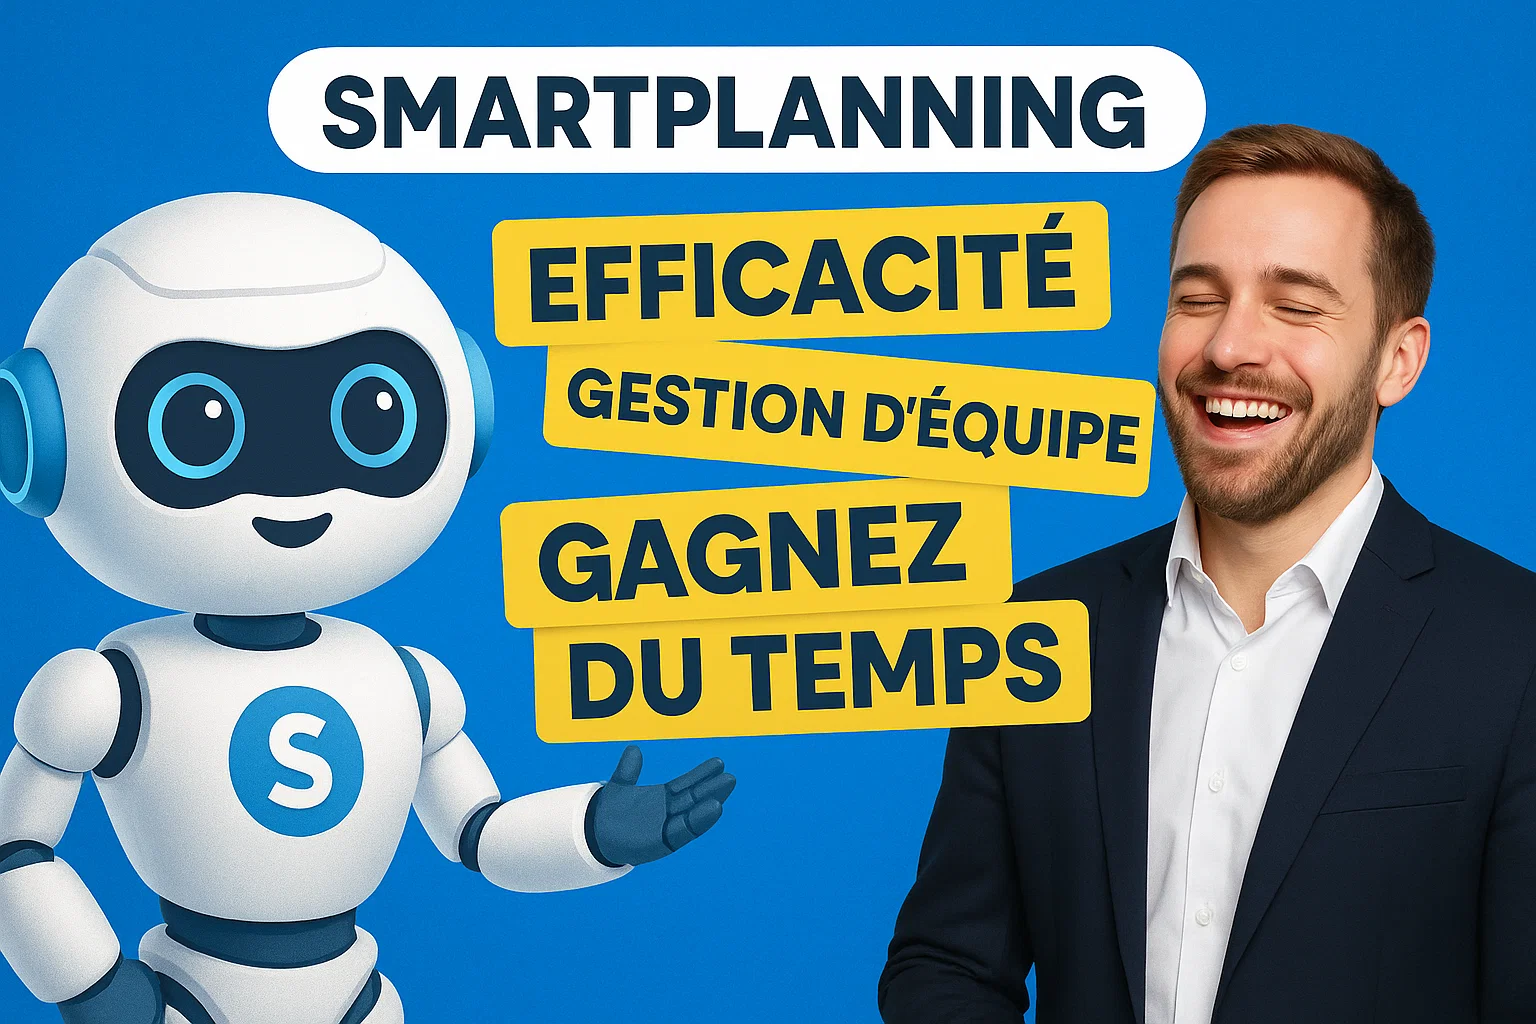 SMARTPLANNING
EFFICACITÉ
GESTION D'ÉQUIPE
GAGNEZ
DU TEMPS
S